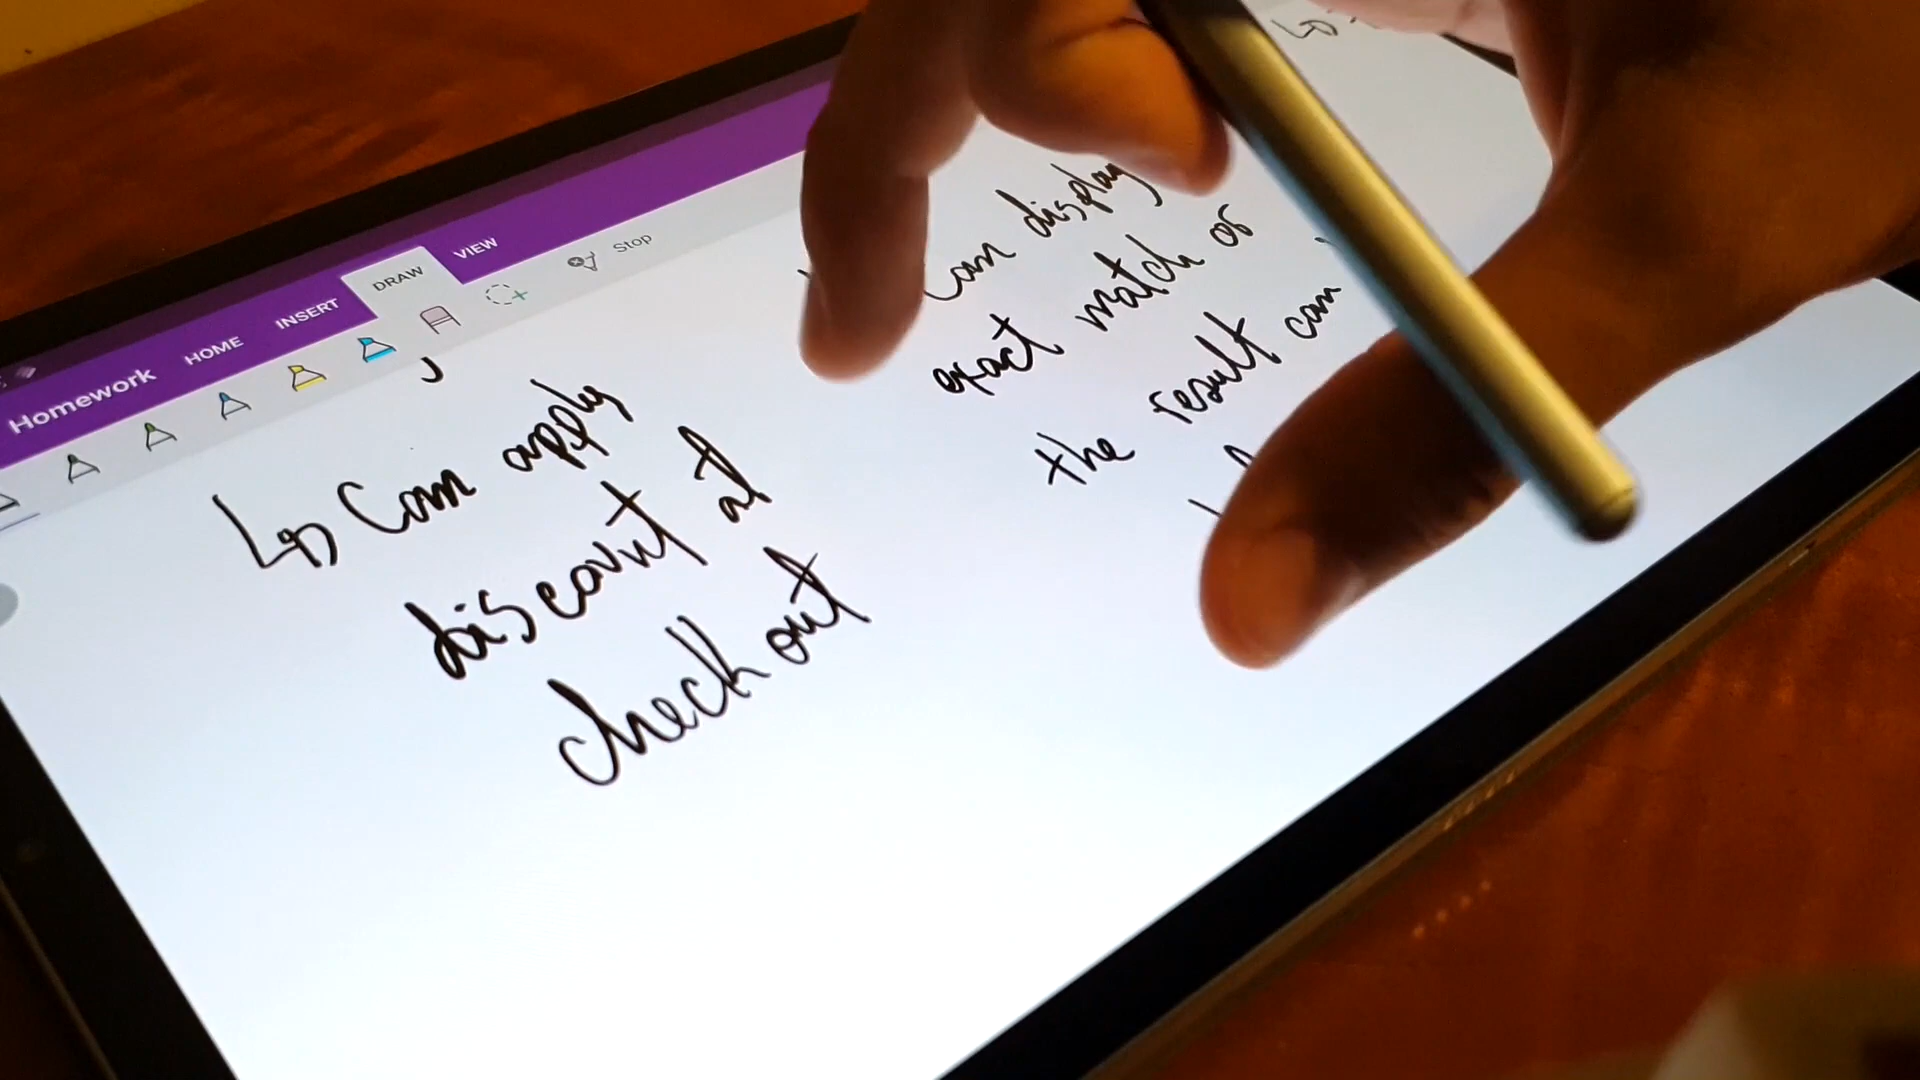 Homework HOME INSERT DRAW VIEW
Stop
Can apply
discount at
check out
can display
exact match or
the result can